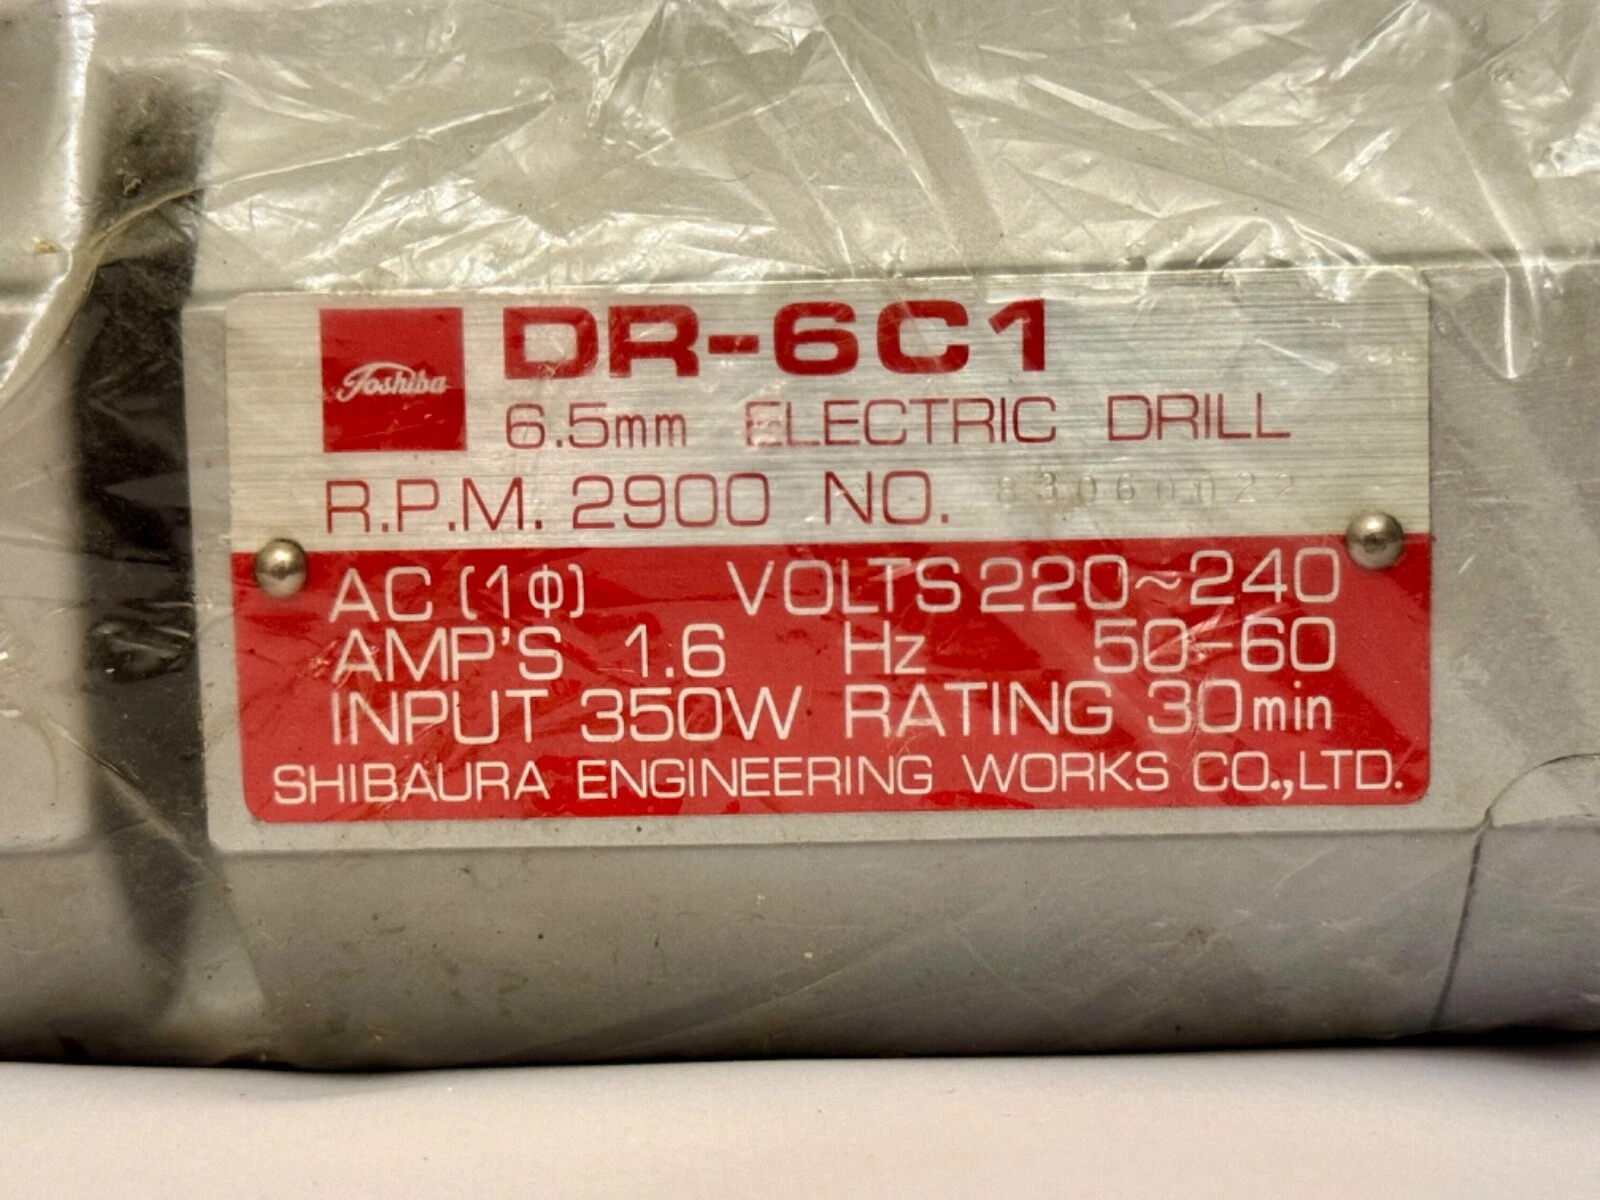 Toshiba
DR-6C1
6.5mm ELECTRIC DRILL
R.P.M. 2900 NO. 83060022
AC (1Φ) VOLTS 220~240
AMP'S 1.6 Hz 50-60
INPUT 350W RATING 30min
SHIBAURA ENGINEERING WORKS CO.,LTD.